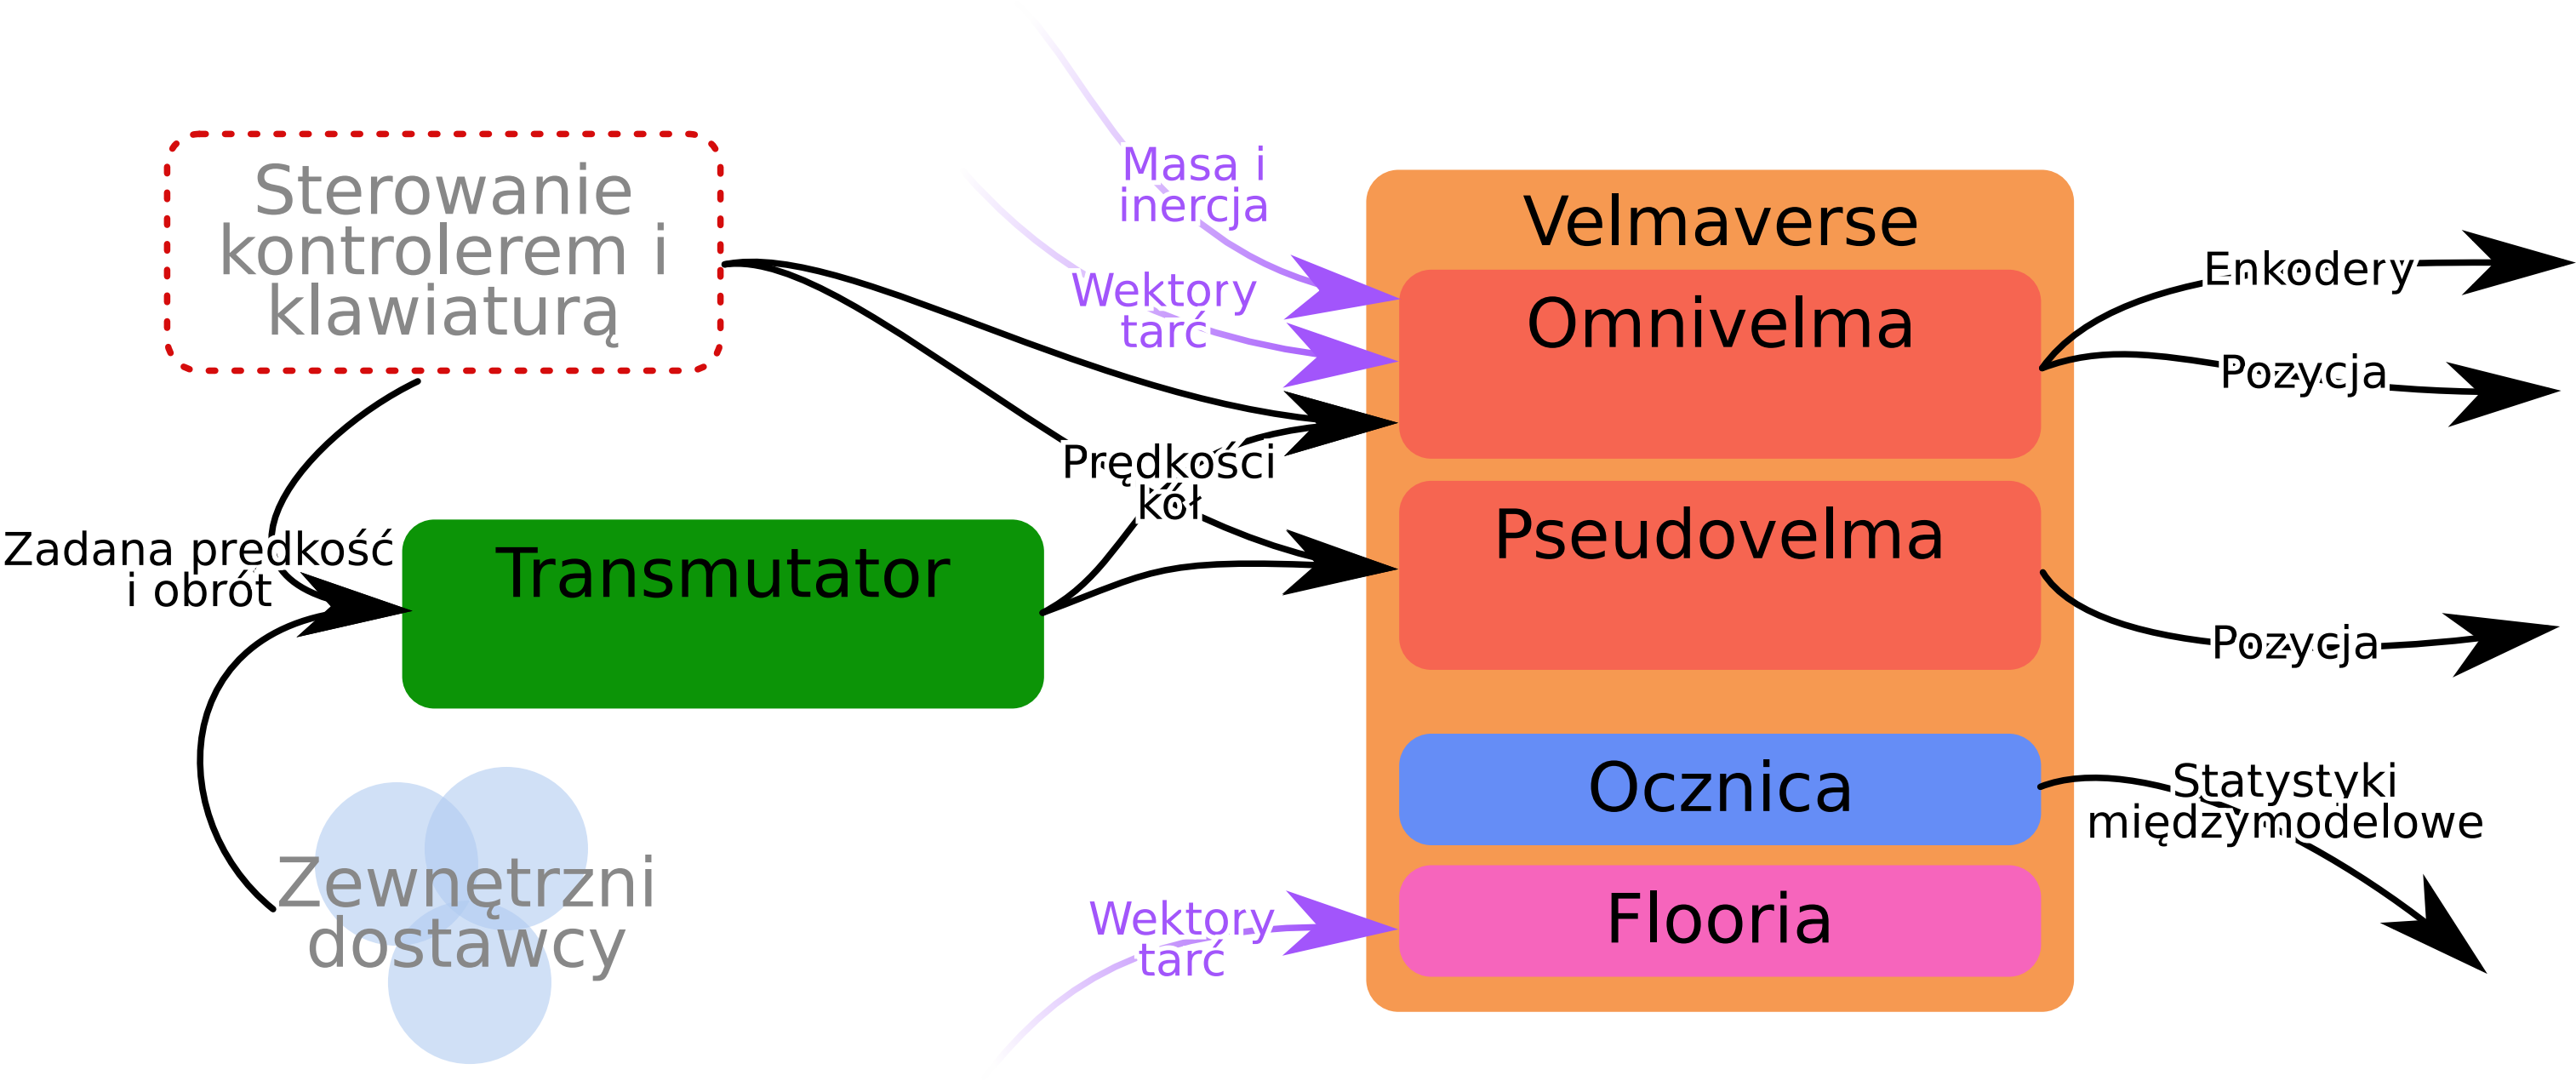 Sterowanie
kontrolerem i
klawiaturą
Masa i
inercja
Wektory
tarć
Velmaverse
Omnivelma
Enkodery
Pozycja
Prędkości
kół
Pseudovelma
Zadana prędkość
i obrót
Transmutator
Pozycja
Ocznica
Statystyki
międzymodelowe
Zewnętrzni
dostawcy
Wektory
tarć
Flooria